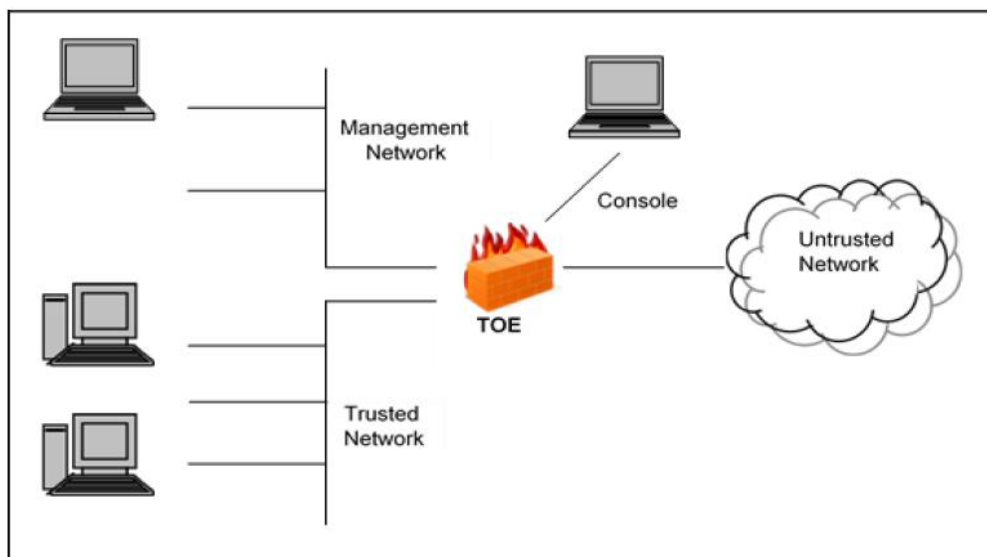 Management
Network
Console
Untrusted
Network
TOE
Trusted
Network